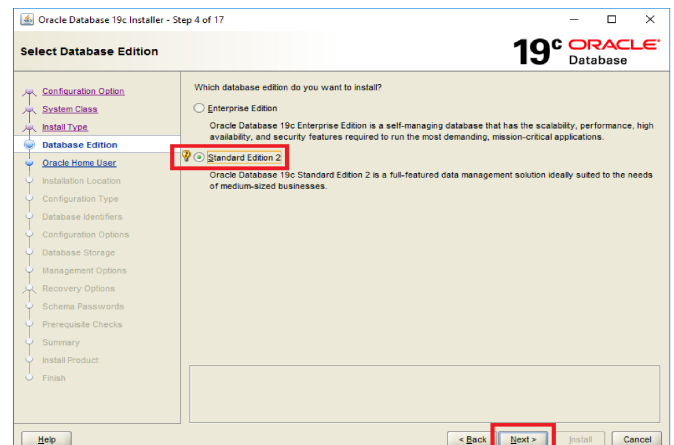 Oracle Database 19c Installer - Step 4 of 17
Select Database Edition
19c ORACLE
Database
Configuration Option
System Class
Install Type
Database Edition
Oracle Home User
Installation Location
Configuration Type
Database Identifiers
Configuration Options
Database Storage
Management Options
Recovery Options
Schema Passwords
Prerequisite Checks
Summary
Install Product
Finish
Which database edition do you want to install?
Enterprise Edition
Oracle Database 19c Enterprise Edition is a self-managing database that has the scalability, performance, high
availability, and security features required to run the most demanding, mission-critical applications.
Standard Edition 2
Oracle Database 19c Standard Edition 2 is a full-featured data management solution ideally suited to the needs
of medium-sized businesses.
Help
< Back
Next >
Install
Cancel